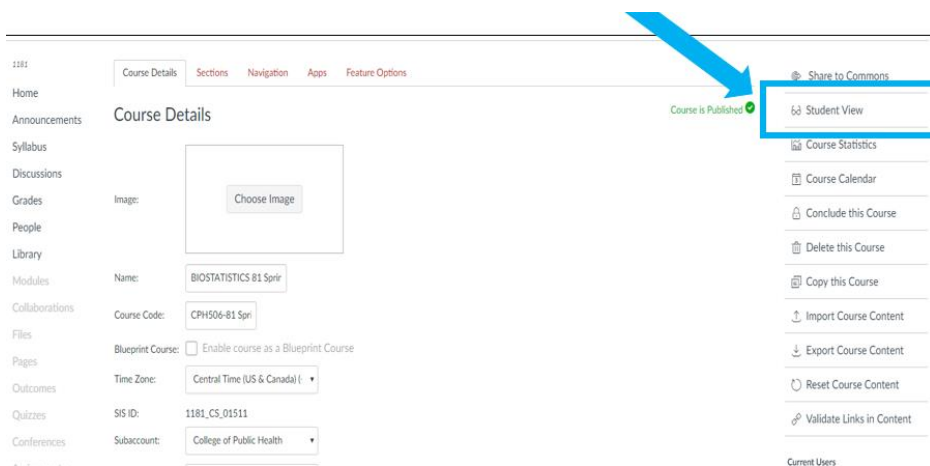 1181
Home
Announcements
Syllabus
Discussions
Grades
People
Library
Modules
Collaborations
Files
Pages
Outcomes
Quizzes
Conferences
Course Details Sections Navigation Apps Feature Options
Course Details
Course is Published
Image:
Choose Image
Name: BIOSTATISTICS 81 Sprir
Course Code: CPH506-81 Spri
Blueprint Course: Enable course as a Blueprint Course
Time Zone: Central Time (US & Canada) (-
SIS ID: 1181_CS_01511
Subaccount: College of Public Health
Share to Commons
Student View
Course Statistics
Course Calendar
Conclude this Course
Delete this Course
Copy this Course
Import Course Content
Export Course Content
Reset Course Content
Validate Links in Content
Current Users